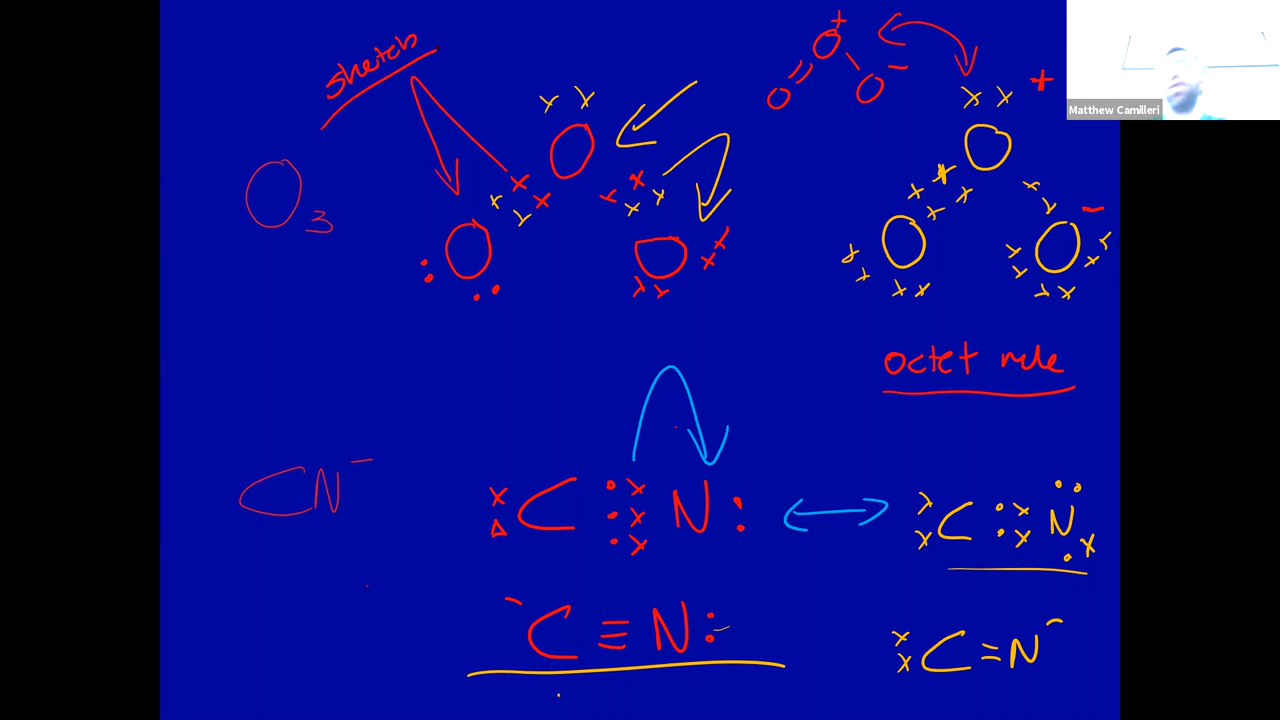 sketch
O₃
O⁺
O
O⁻
+
Matthew Camilleri
O
O
O
O
O
O −
octet rule
CN⁻
C N :
C N
⁻C ≡ N :
C = N⁻